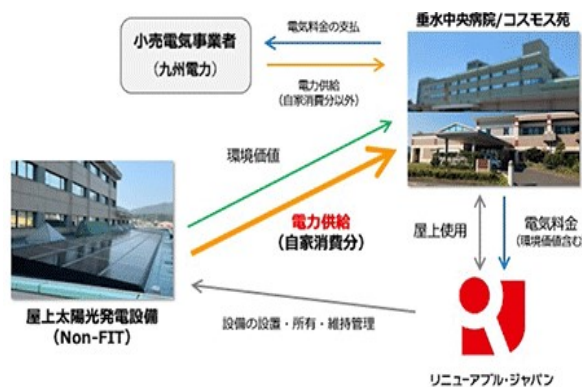 電気料金の支払
小売電気事業者
（九州電力）
電力供給
（自家消費分以外）
垂水中央病院/コスモス苑
環境価値
電力供給
（自家消費分）
屋上使用
電気料金
（環境価値含む）
屋上太陽光発電設備
（Non-FIT）
設備の設置・所有・維持管理
リニューアブル・ジャパン